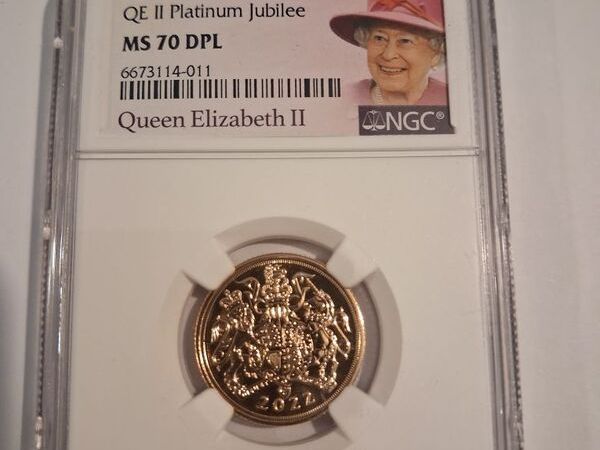 QE II Platinum Jubilee
MS 70 DPL
6673114-011
Queen Elizabeth II
NGC®
2022